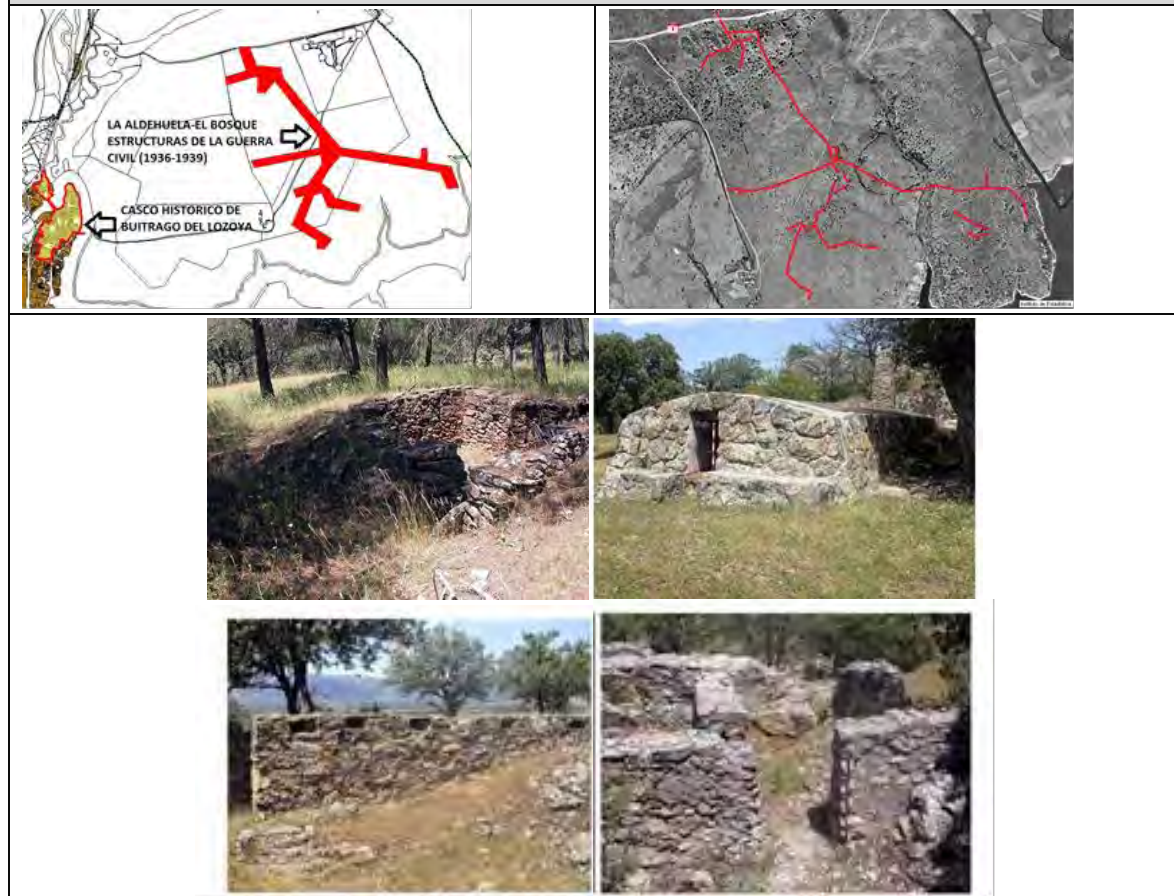 LA ALDEHUELA-EL BOSQUE
ESTRUCTURAS DE LA GUERRA
CIVIL (1936-1939)
CASCO HISTORICO DE
BUITRAGO DEL LOZOYA